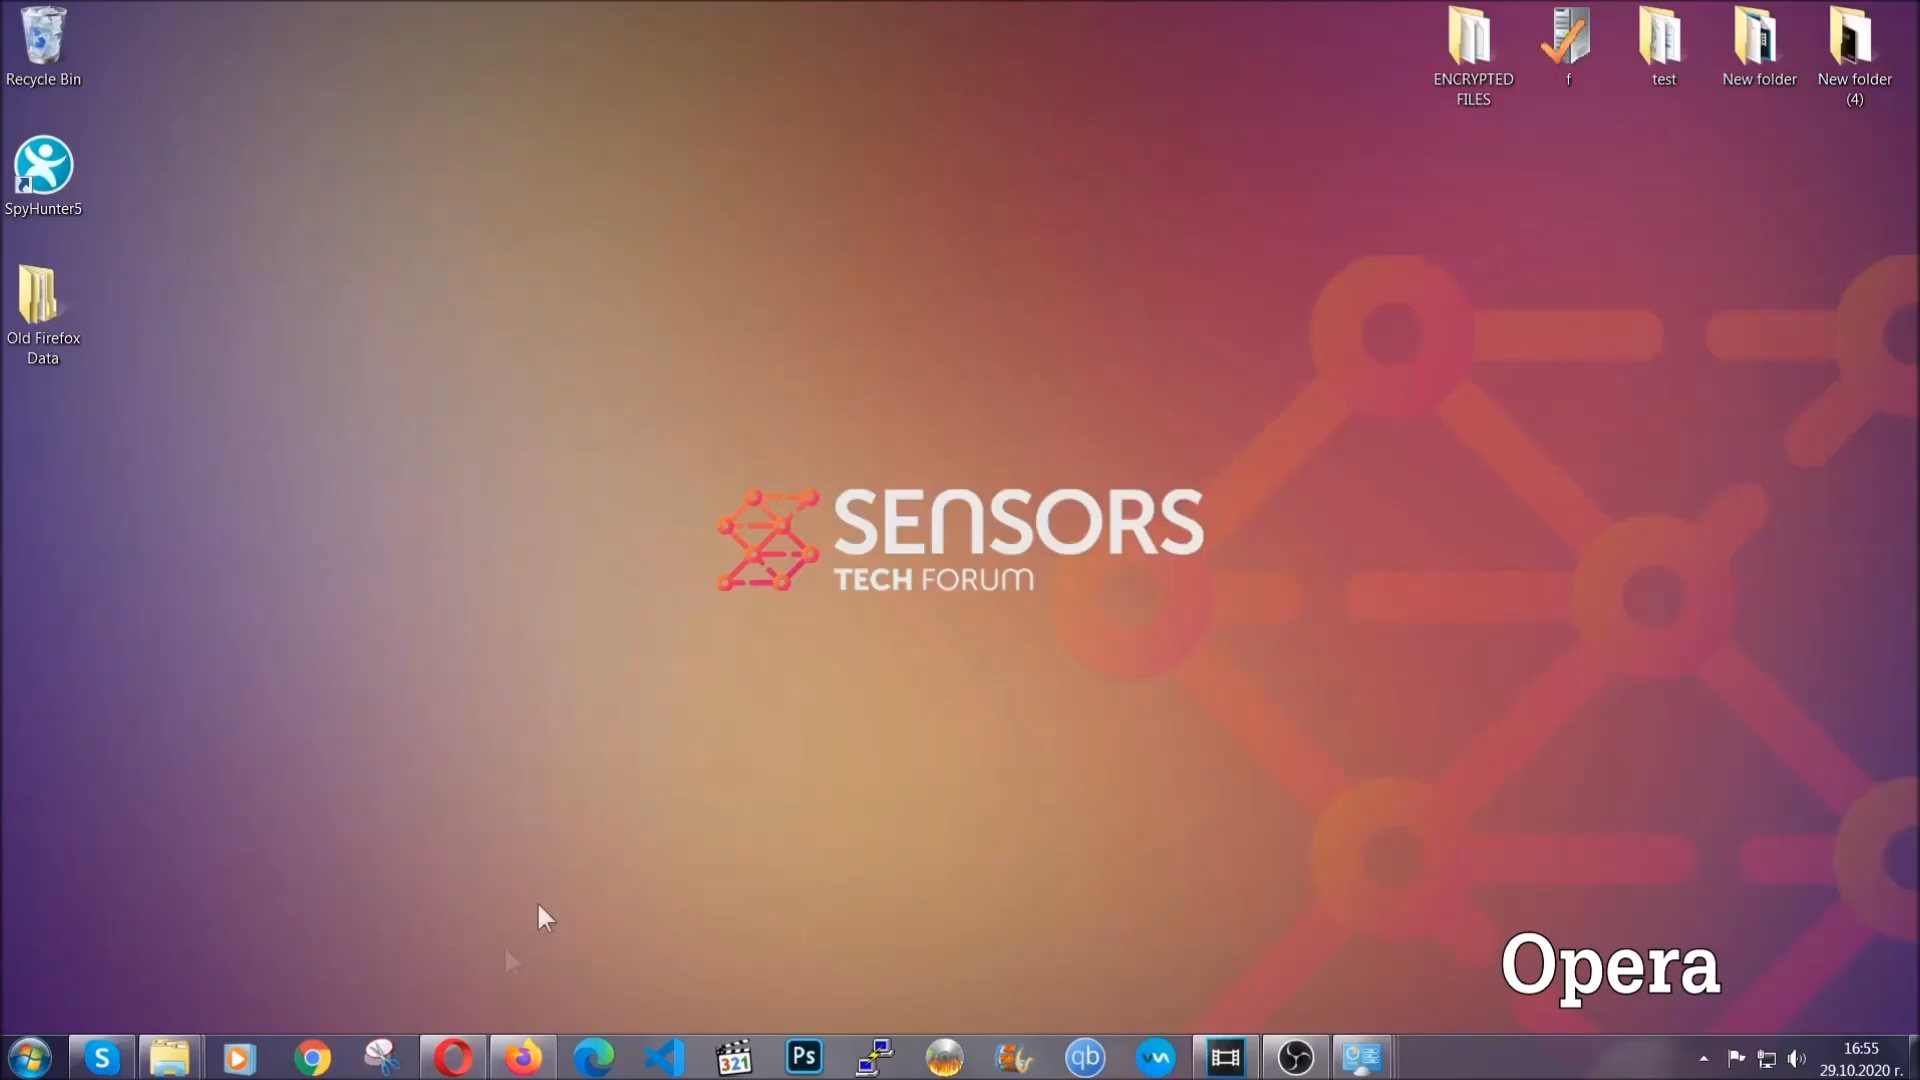 Recycle Bin
SpyHunter5
Old Firefox
Data
ENCRYPTED
FILES
f
test
New folder
New folder
(4)
SENSORS
TECH FORUM
Opera
S
321
Ps
qb
16:55
29.10.2020 г.